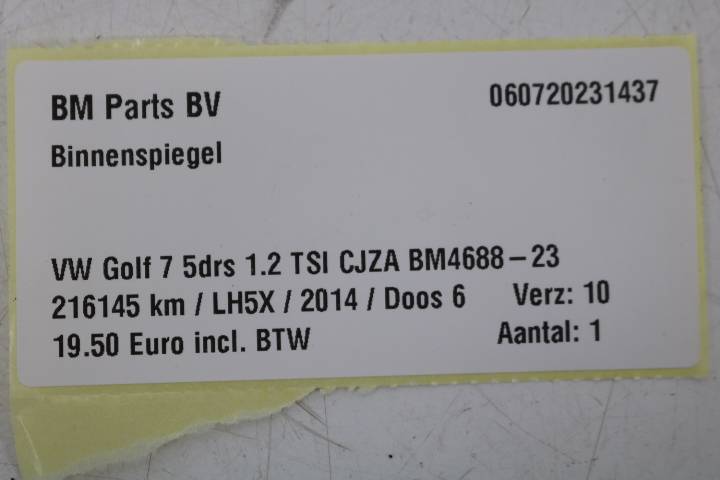 BM Parts BV 060720231437
Binnenspiegel
VW Golf 7 5drs 1.2 TSI CJZA BM4688-23
216145 km / LH5X / 2014 / Doos 6 Verz: 10
19.50 Euro incl. BTW Aantal: 1